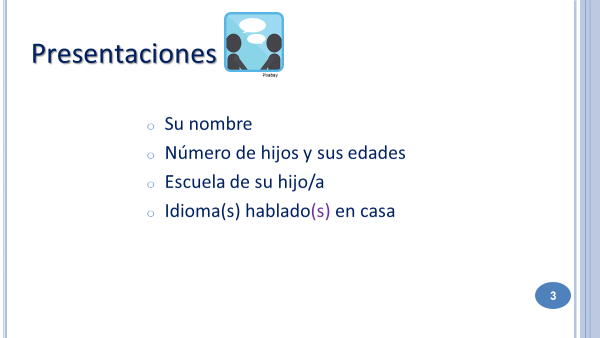 Presentaciones
Pixabay
Su nombre
Número de hijos y sus edades
Escuela de su hijo/a
Idioma(s) hablado(s) en casa
3